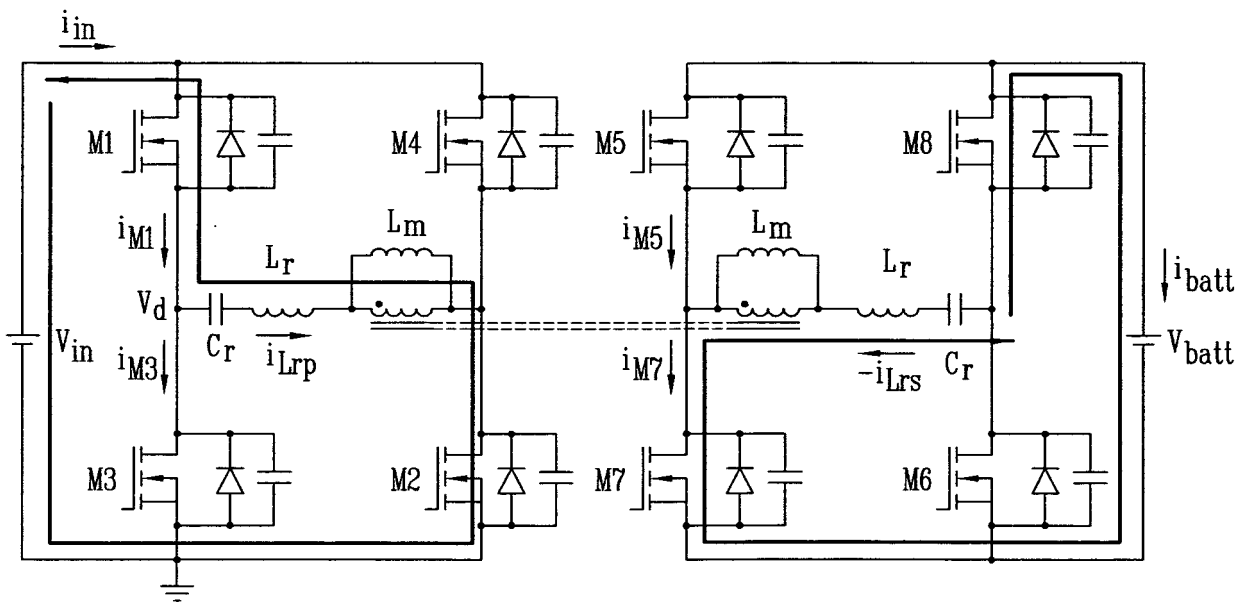 i_in
M1
M4
M5
M8
i_M1
L_m
i_M5
L_m
L_r
L_r
i_batt
V_d
V_in
C_r
i_Lrp
i_M3
i_M7
-i_Lrs
C_r
V_batt
M3
M2
M7
M6